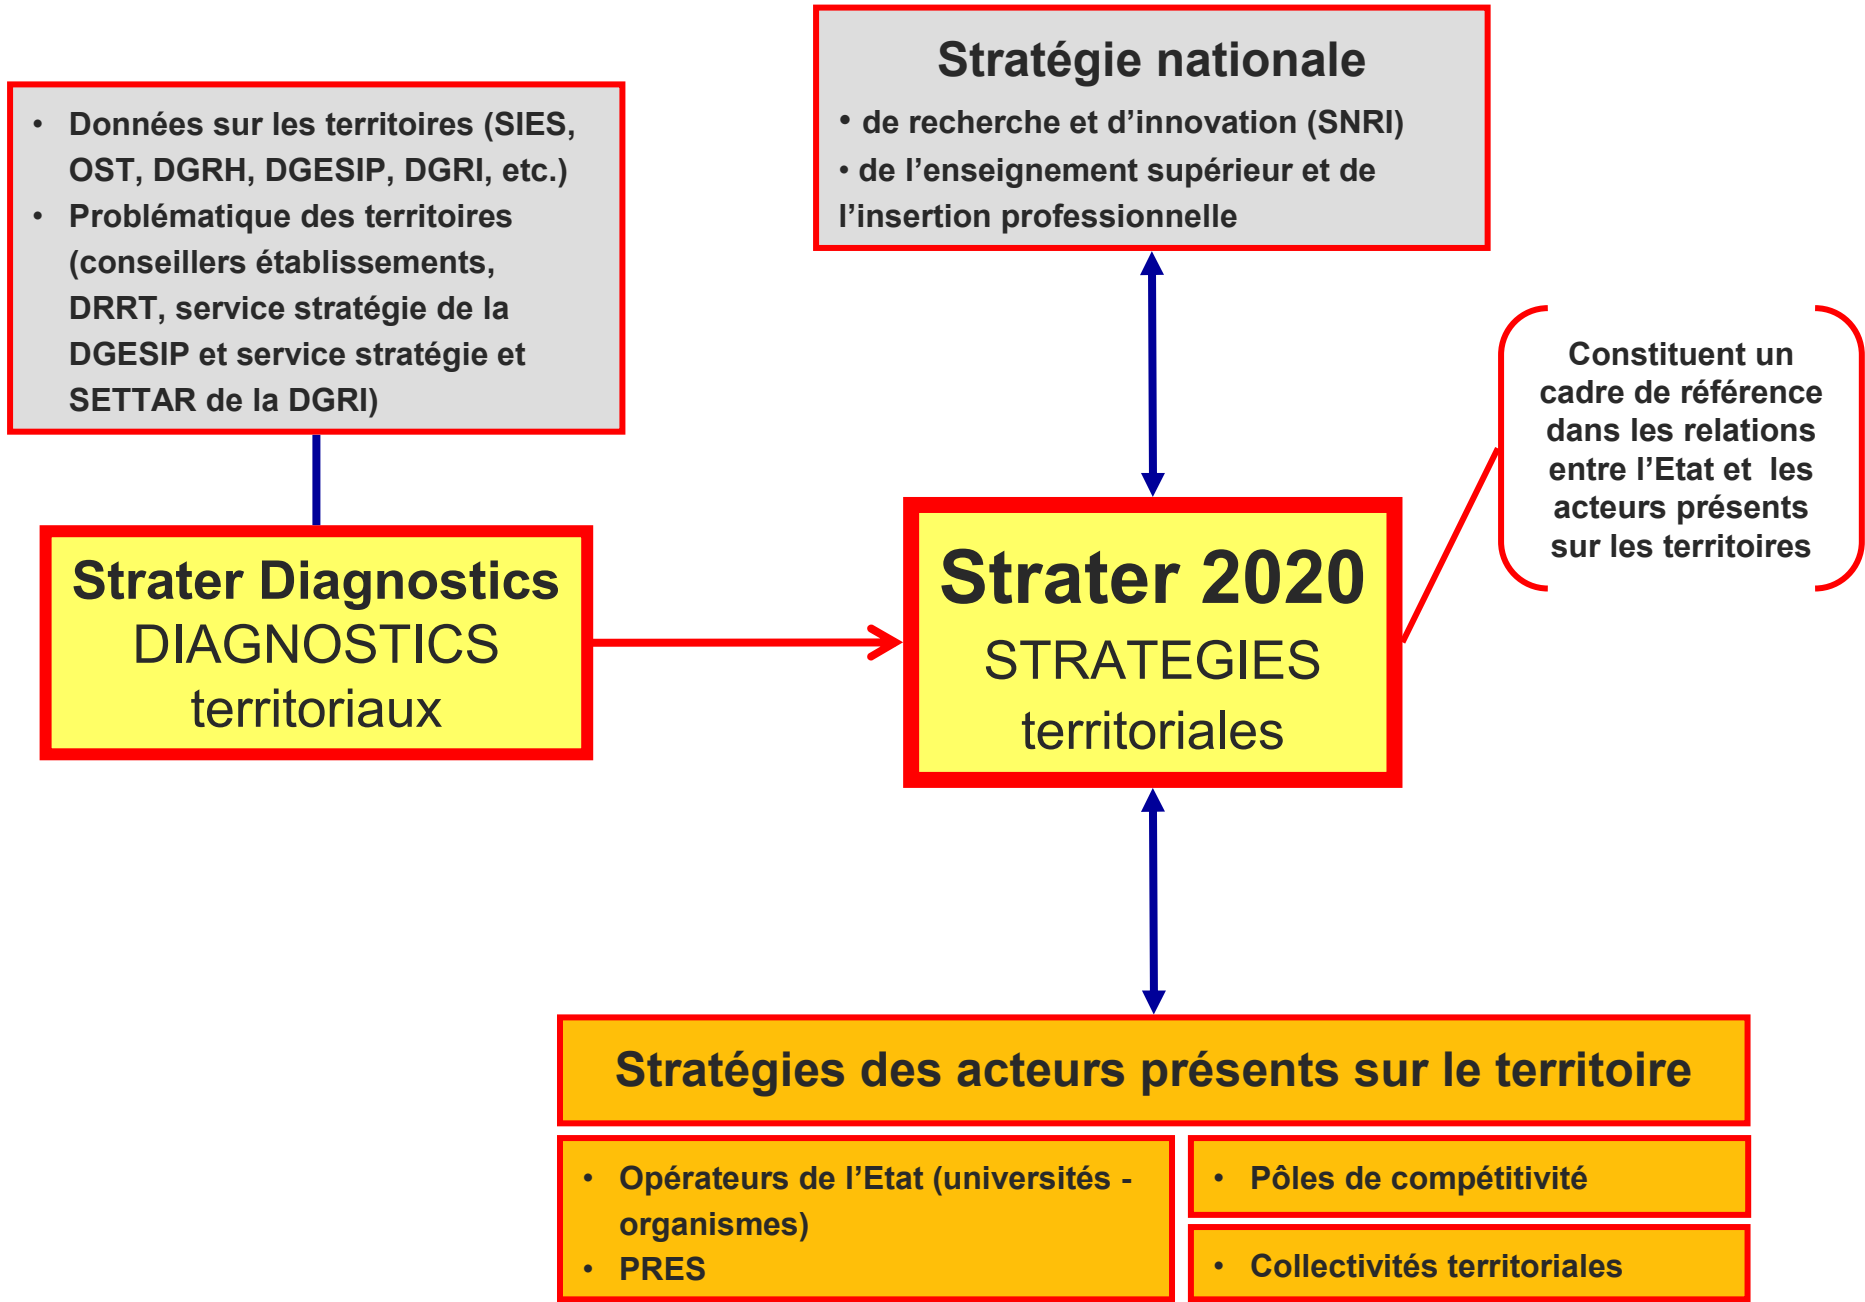 Stratégie nationale
• de recherche et d’innovation (SNRI)
• de l’enseignement supérieur et de
l’insertion professionnelle
• Données sur les territoires (SIES,
OST, DGRH, DGESIP, DGRI, etc.)
• Problématique des territoires
(conseillers établissements,
DRRT, service stratégie de la
DGESIP et service stratégie et
SETTAR de la DGRI)
Constituent un
cadre de référence
dans les relations
entre l’Etat et les
acteurs présents
sur les territoires
Strater Diagnostics
DIAGNOSTICS
territoriaux
Strater 2020
STRATEGIES
territoriales
Stratégies des acteurs présents sur le territoire
• Opérateurs de l’Etat (universités -
organismes)
• PRES
• Pôles de compétitivité
• Collectivités territoriales